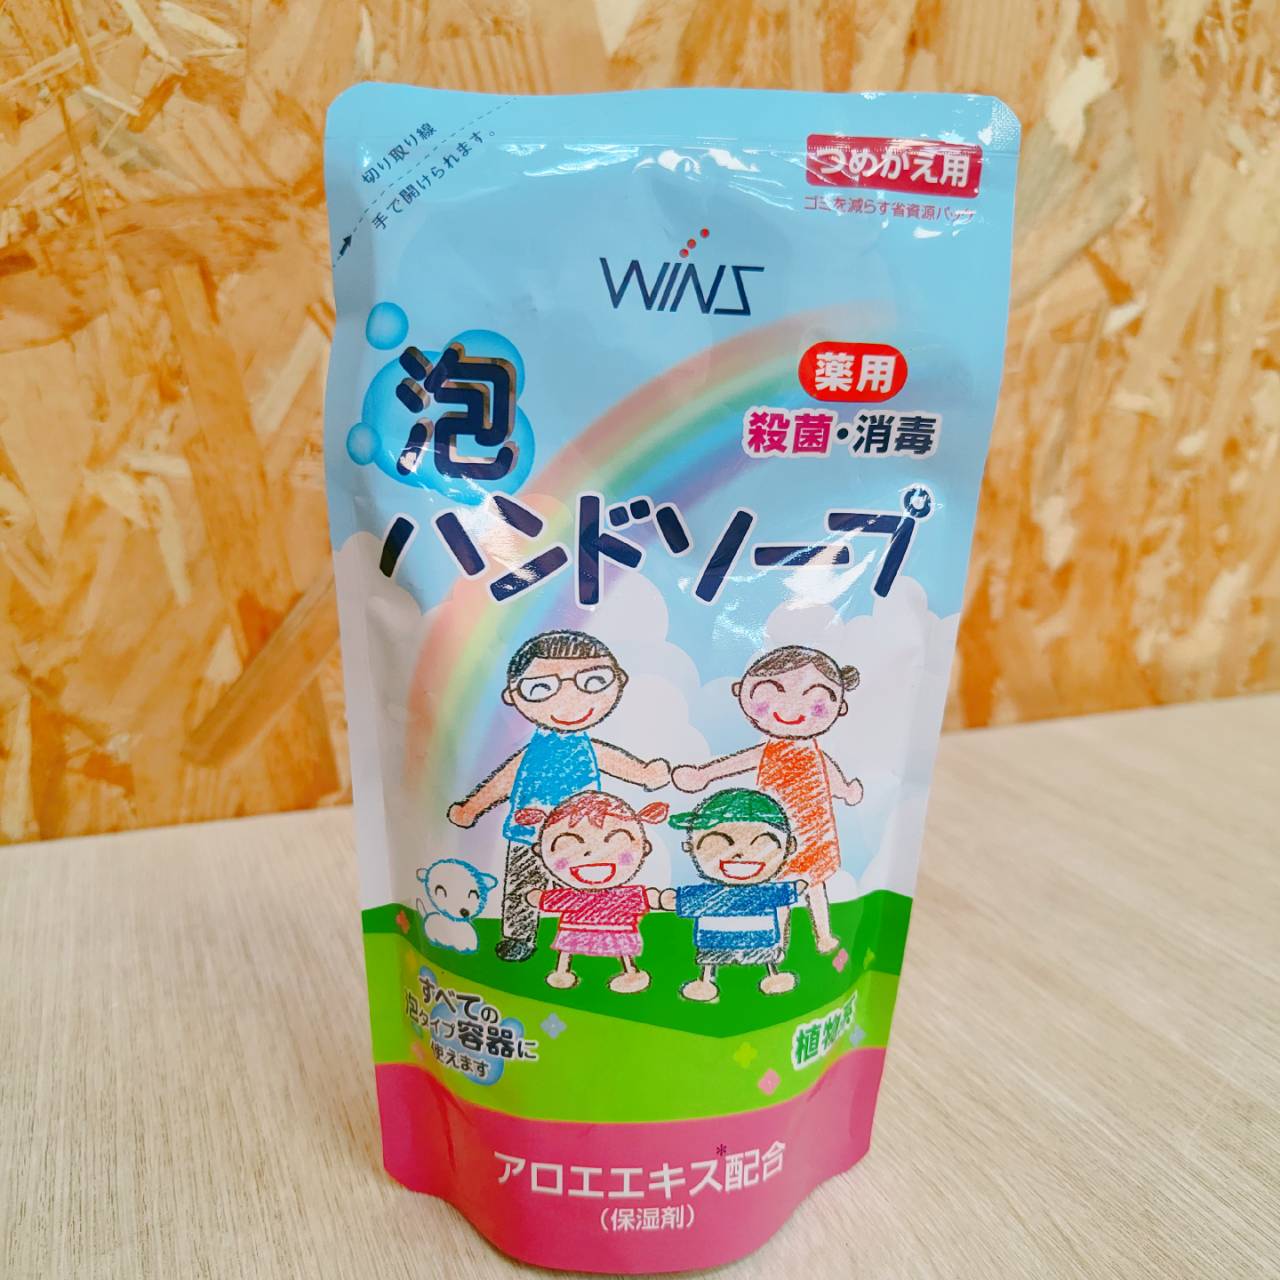 切り取り線
手で開けられます。
つめかえ用
ゴミを減らす省資源パック
WINS
薬用
殺菌・消毒
泡
ハンドソープ
すべての
泡タイプ容器に
使えます
植物系
アロエエキス*配合
（保湿剤）